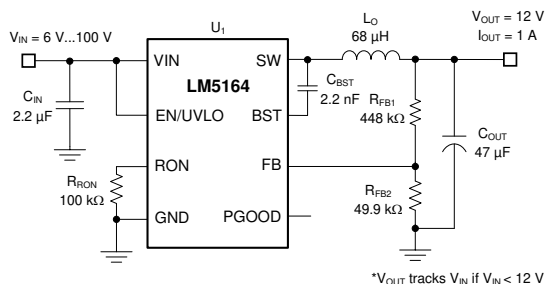 U1
LO
68 µH
VOUT = 12 V
IOUT = 1 A
VIN = 6 V...100 V
VIN
SW
LM5164
CIN
2.2 µF
CBST
2.2 nF
EN/UVLO
BST
RFB1
448 kΩ
COUT
47 µF
RON
FB
RRON
100 kΩ
RFB2
49.9 kΩ
GND
PGOOD
*VOUT tracks VIN if VIN < 12 V